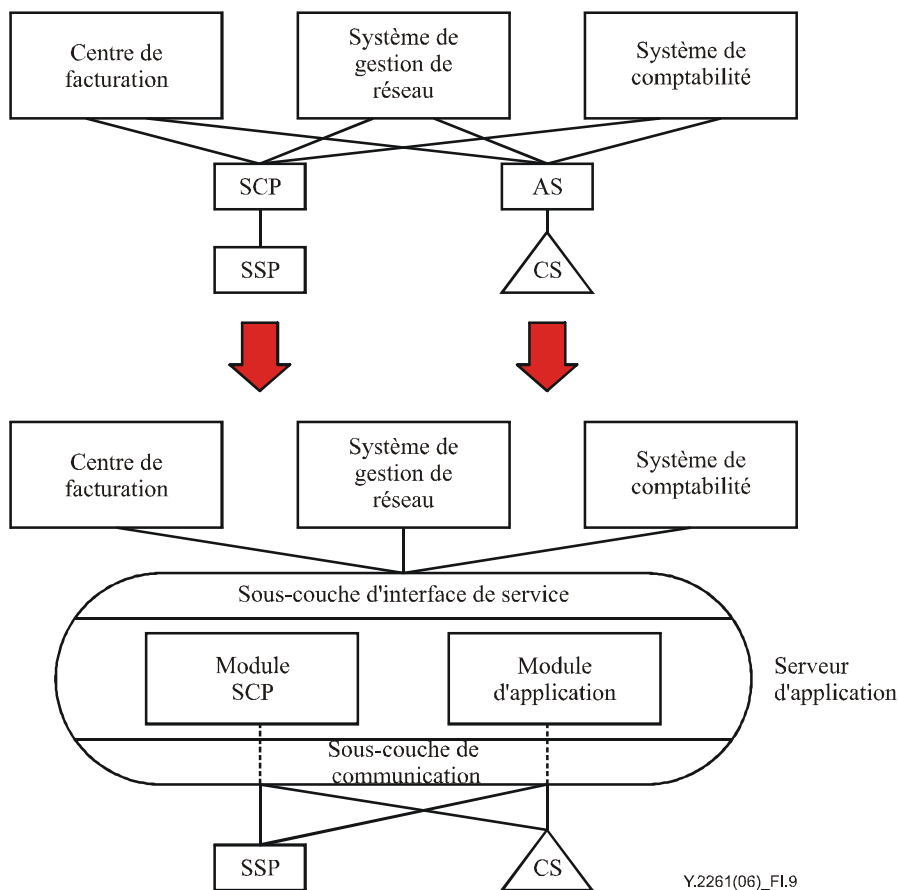 Centre de
facturation
Système de
gestion de
réseau
Système de
comptabilité
SCP
AS
SSP
CS
Centre de
facturation
Système de
gestion de
réseau
Système de
comptabilité
Sous-couche d'interface de service
Module
SCP
Module
d'application
Serveur
d'application
Sous-couche de
communication
SSP
CS
Y.2261(06)_FI.9